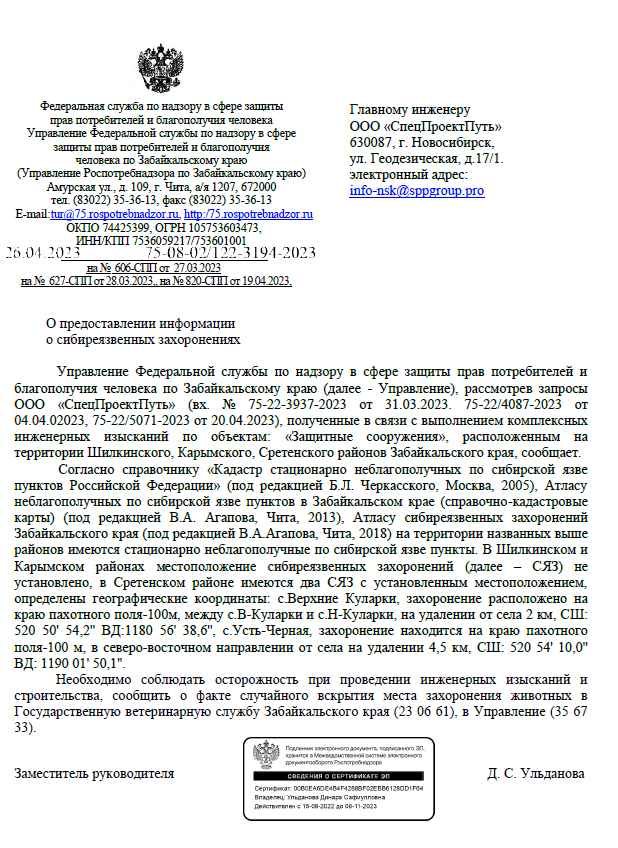 Федеральная служба по надзору в сфере защиты
прав потребителей и благополучия человека
Управление Федеральной службы по надзору в сфере
защиты прав потребителей и благополучия
человека по Забайкальскому краю
(Управление Роспотребнадзора по Забайкальскому краю)
Амурская ул., д. 109, г. Чита, а/я 1207, 672000
тел. (83022) 35-36-13, факс (83022) 35-36-13
E-mail:tur@75.rospotrebnadzor.ru, http:/75.rospotrebnadzor.ru
ОКПО 74425399, ОГРН 105753603473,
ИНН/КПП 7536059217/753601001
26.04.2023 75-08-02/122-3194-2023
на № 606-СПП от 27.03.2023
на № 627-СПП от 28.03.2023,, на № 820-СПП от 19.04.2023,
Главному инженеру
ООО «СпецПроектПуть»
630087, г. Новосибирск,
ул. Геодезическая, д.17/1.
электронный адрес:
info-nsk@sppgroup.pro
О предоставлении информации
о сибиреязвенных захоронениях
Управление Федеральной службы по надзору в сфере защиты прав потребителей и
благополучия человека по Забайкальскому краю (далее - Управление), рассмотрев запросы
ООО «СпецПроектПуть» (вх. № 75-22-3937-2023 от 31.03.2023. 75-22/4087-2023 от
04.04.02023, 75-22/5071-2023 от 20.04.2023), полученные в связи с выполнением комплексных
инженерных изысканий по объектам: «Защитные сооружения», расположенным на
территории Шилкинского, Карымского, Сретенского районов Забайкальского края, сообщает.
Согласно справочнику «Кадастр стационарно неблагополучных по сибирской язве
пунктов Российской Федерации» (под редакцией Б.Л. Черкасского, Москва, 2005), Атласу
неблагополучных по сибирской язве пунктов в Забайкальском крае (справочно-кадастровые
карты) (под редакцией В.А. Агапова, Чита, 2013), Атласу сибиреязвенных захоронений
Забайкальского края (под редакцией В.А.Агапова, Чита, 2018) на территории названных выше
районов имеются стационарно неблагополучные по сибирской язве пункты. В Шилкинском и
Карымском районах местоположение сибиреязвенных захоронений (далее – СЯЗ) не
установлено, в Сретенском районе имеются два СЯЗ с установленным местоположением,
определены географические координаты: с.Верхние Куларки, захоронение расположено на
краю пахотного поля-100м, между с.В-Куларки и с.Н-Куларки, на удалении от села 2 км, СШ:
520 50' 54,2'' ВД:1180 56' 38,6'', с.Усть-Черная, захоронение находится на краю пахотного
поля-100 м, в северо-восточном направлении от села на удалении 4,5 км, СШ: 520 54' 10,0''
ВД: 1190 01' 50,1''.
Необходимо соблюдать осторожность при проведении инженерных изысканий и
строительства, сообщить о факте случайного вскрытия места захоронения животных в
Государственную ветеринарную службу Забайкальского края (23 06 61), в Управление (35 67
33).
Заместитель руководителя
Подлинник электронного документа, подписанного ЭП,
хранится в Межведомственной системе электронного
документооборота Роспотребнадзора
СВЕДЕНИЯ О СЕРТИФИКАТЕ ЭП
Сертификат: 00B0EA6DE4B4F4288BF02EBB6128DD1F64
Владелец: Ульданова Динара Сафиулловна
Действителен с 15-08-2022 до 08-11-2023
Д. С. Ульданова